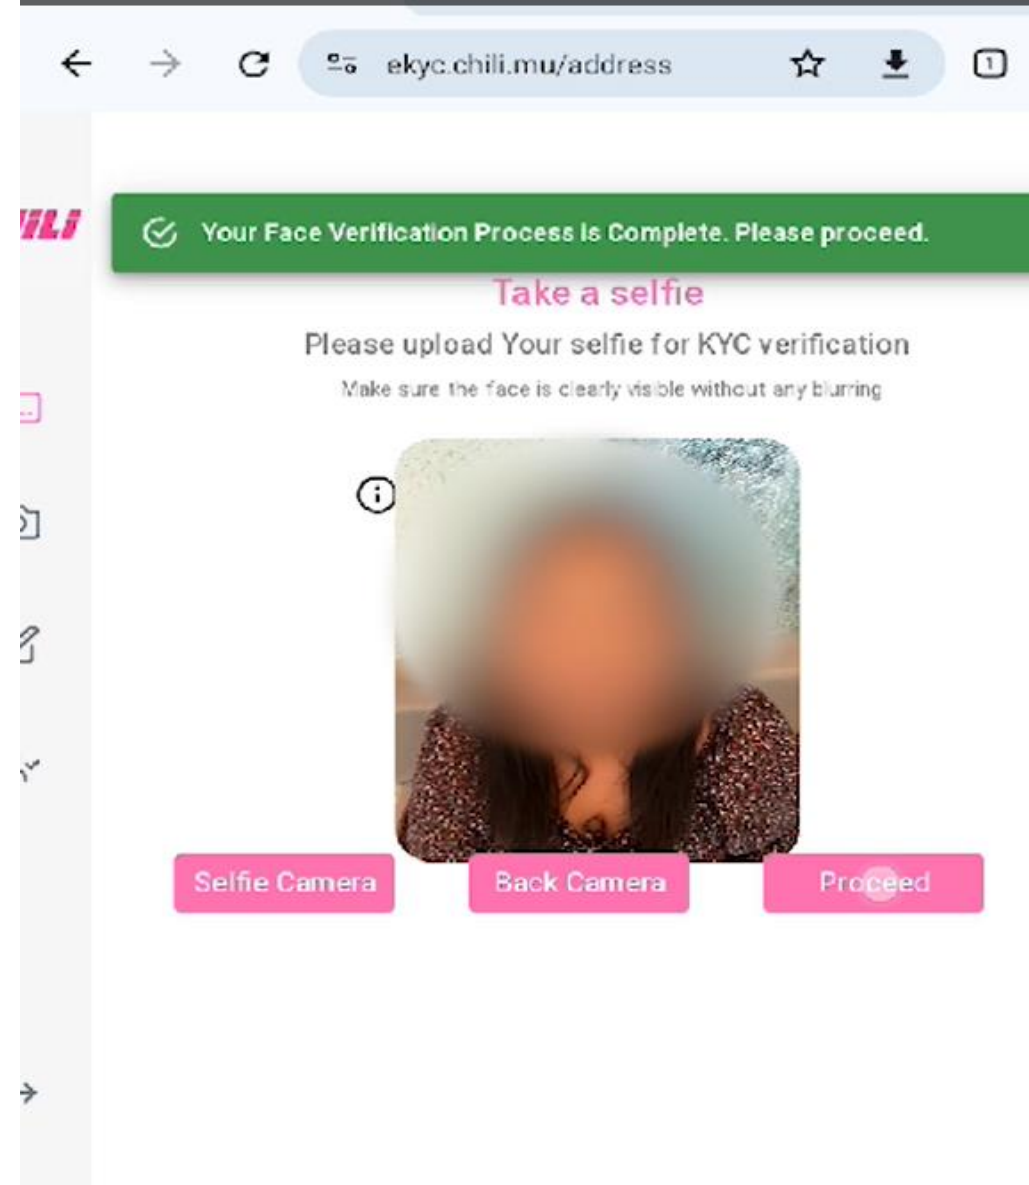 ekyc.chili.mu/address
1
Your Face Verification Process is Complete. Please proceed.
Take a selfie
Please upload Your selfie for KYC verification
Make sure the face is clearly visible without any blurring
Selfie Camera
Back Camera
Proceed